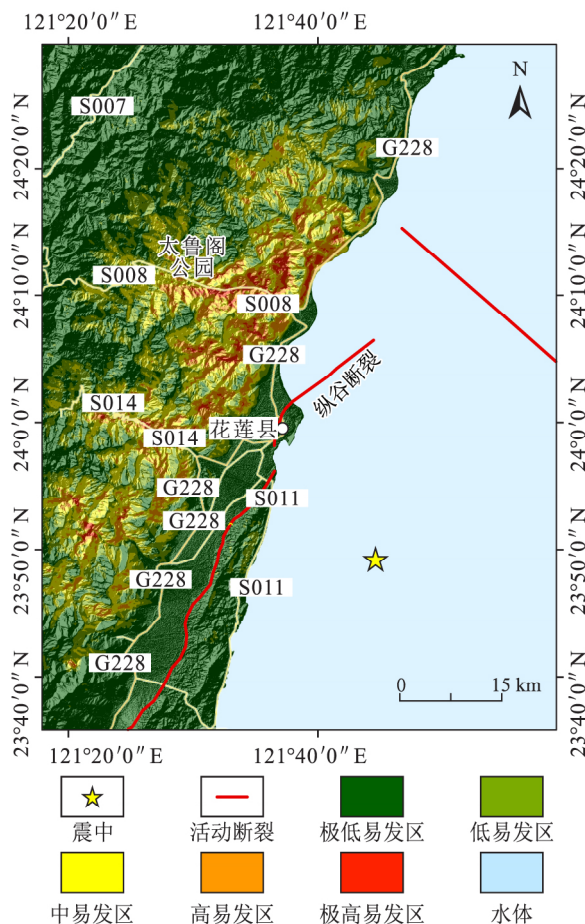 121°20′0″E
121°40′0″E
N
S007
G228
24°20′0″N
24°20′0″N
太鲁阁
公园
S008
S008
24°10′0″N
24°10′0″N
G228
纵谷断裂
S014
24°0′0″N
花莲县
24°0′0″N
S014
G228
S011
G228
23°50′0″N
23°50′0″N
G228
S011
G228
0
15 km
23°40′0″N
23°40′0″N
121°20′0″E
121°40′0″E
震中
活动断裂
极低易发区
低易发区
中易发区
高易发区
极高易发区
水体